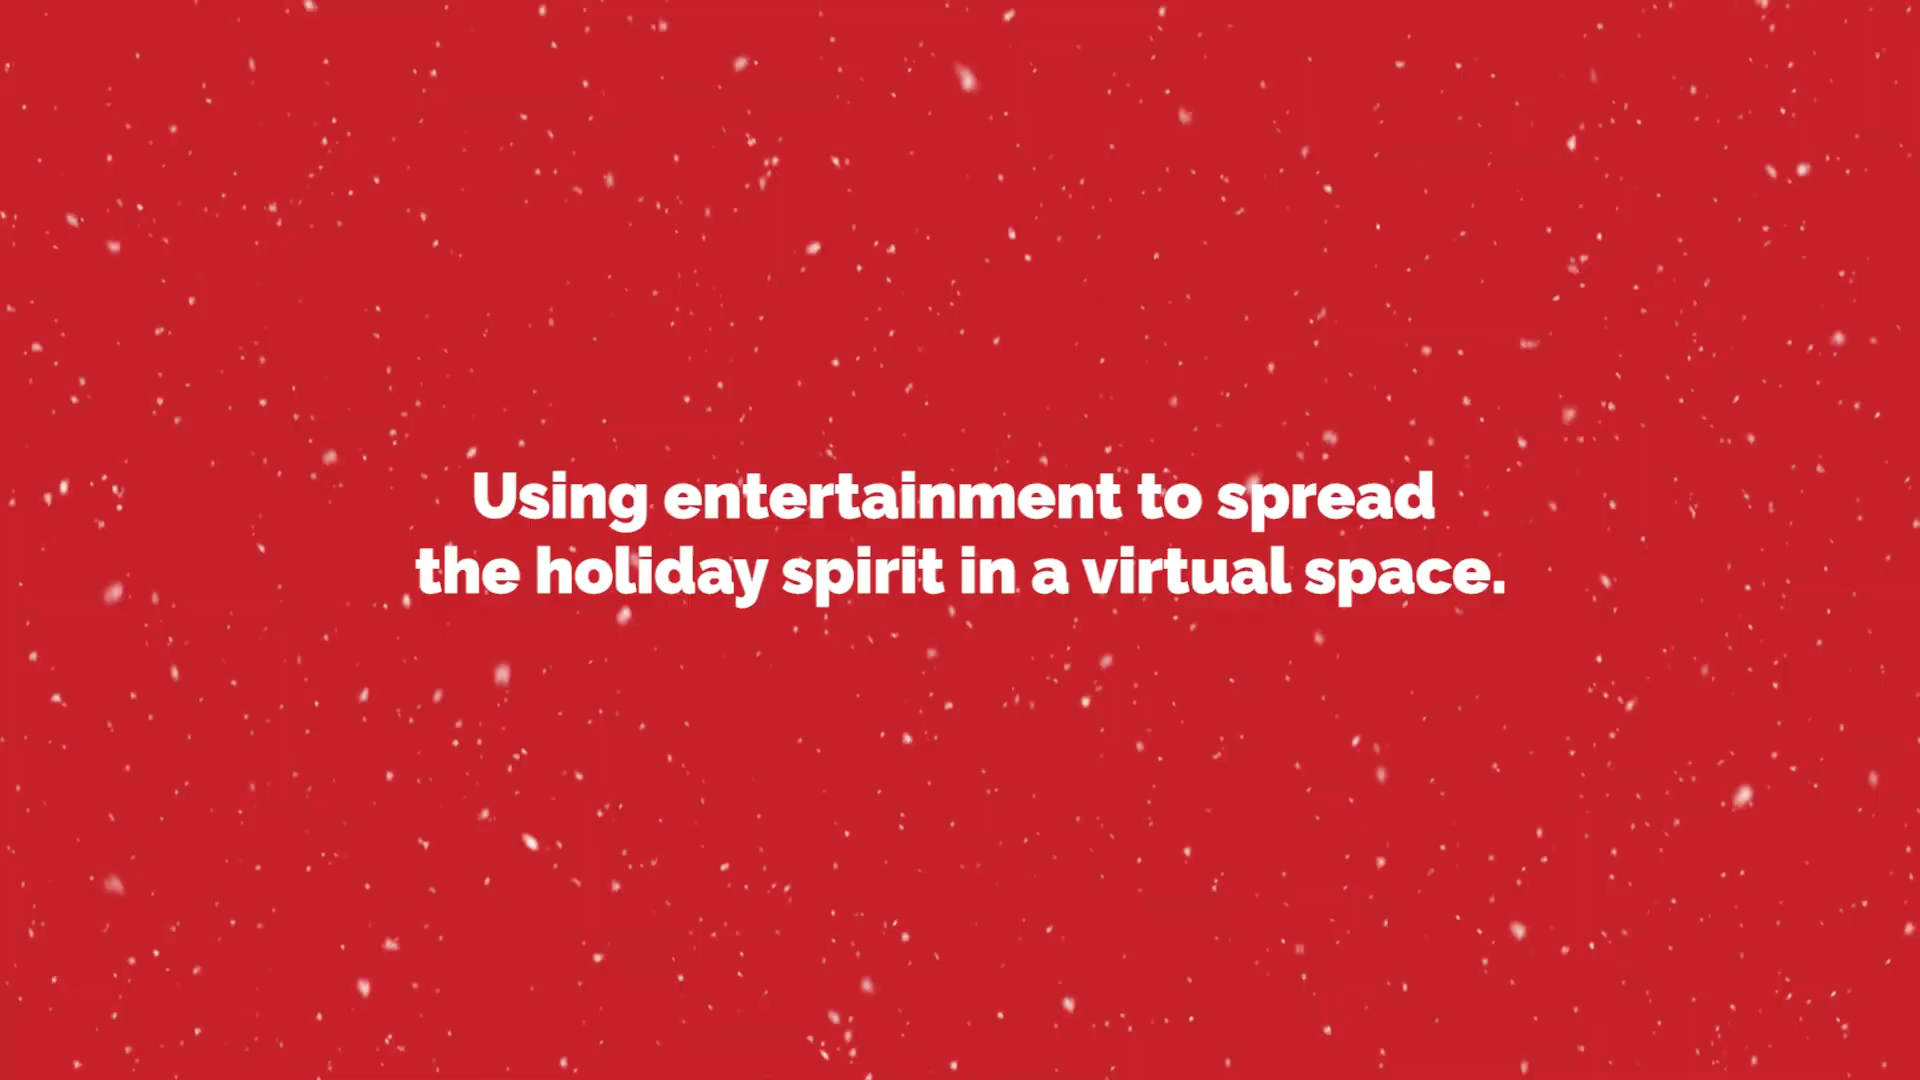 Using entertainment to spread
the holiday spirit in a virtual space.